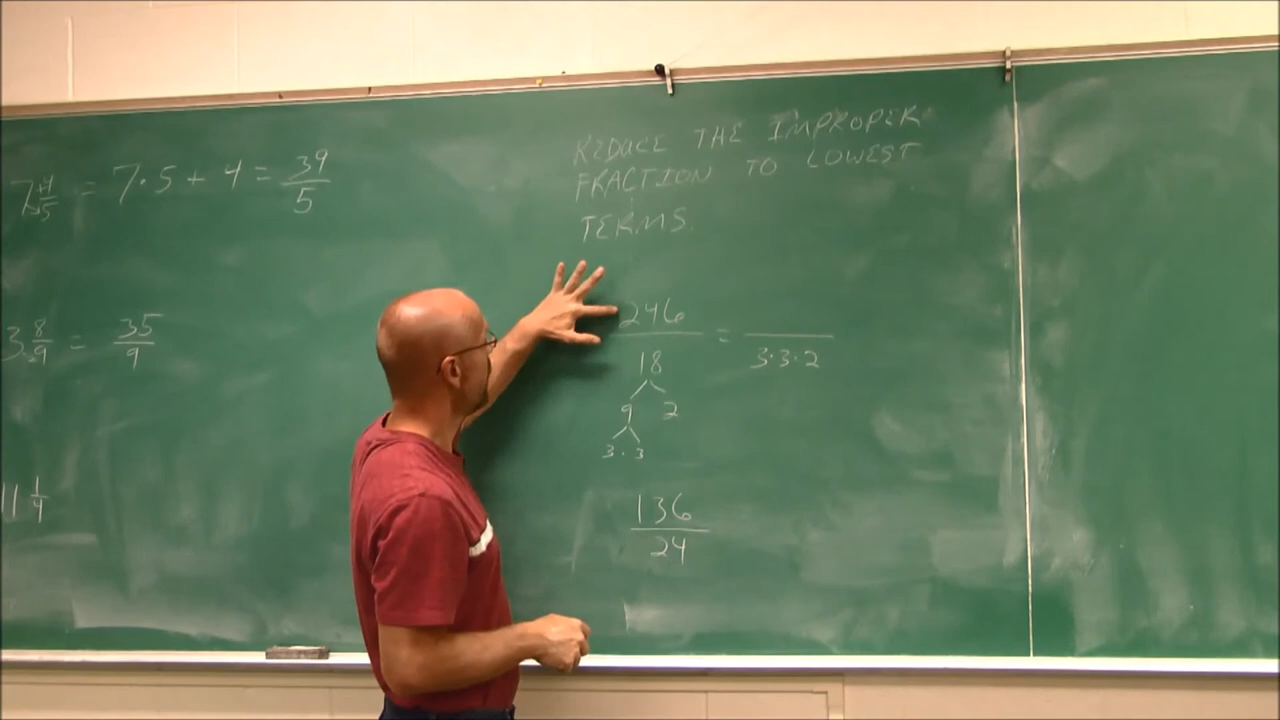 7 4/5 = 7·5 + 4 = 39/5
3 8/9 = 35/9
11 1/4
REDUCE THE IMPROPER
FRACTION TO LOWEST
TERMS.
246/18 = /3·3·2
9 2
3·3
136/24